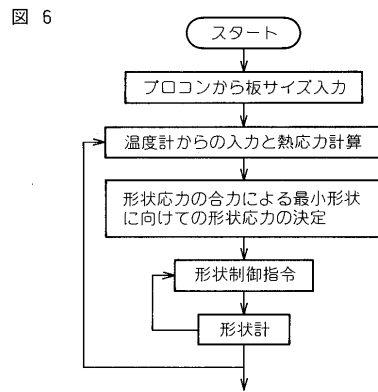 図 6
スタート
プロコンから板サイズ入力
温度計からの入力と熱応力計算
形状応力の合力による最小形状
に向けての形状応力の決定
形状制御指令
形状計